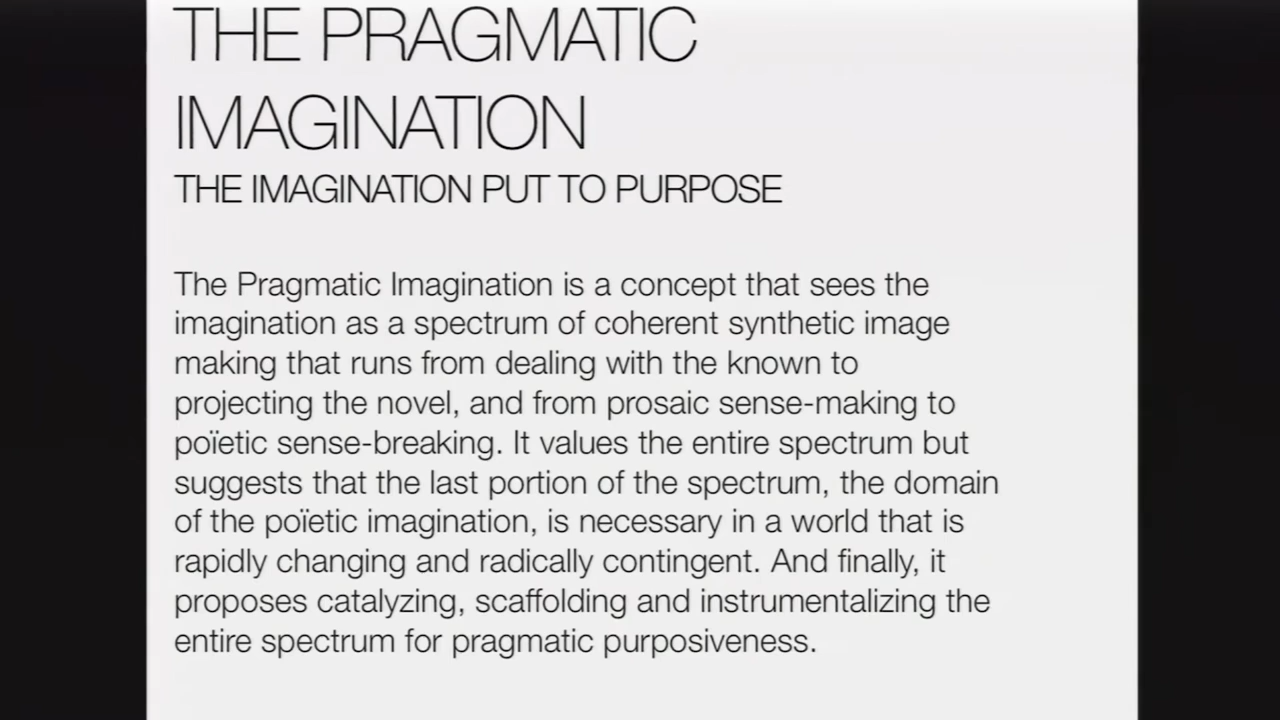 THE PRAGMATIC
IMAGINATION
THE IMAGINATION PUT TO PURPOSE
The Pragmatic Imagination is a concept that sees the
imagination as a spectrum of coherent synthetic image
making that runs from dealing with the known to
projecting the novel, and from prosaic sense-making to
poïetic sense-breaking. It values the entire spectrum but
suggests that the last portion of the spectrum, the domain
of the poïetic imagination, is necessary in a world that is
rapidly changing and radically contingent. And finally, it
proposes catalyzing, scaffolding and instrumentalizing the
entire spectrum for pragmatic purposiveness.